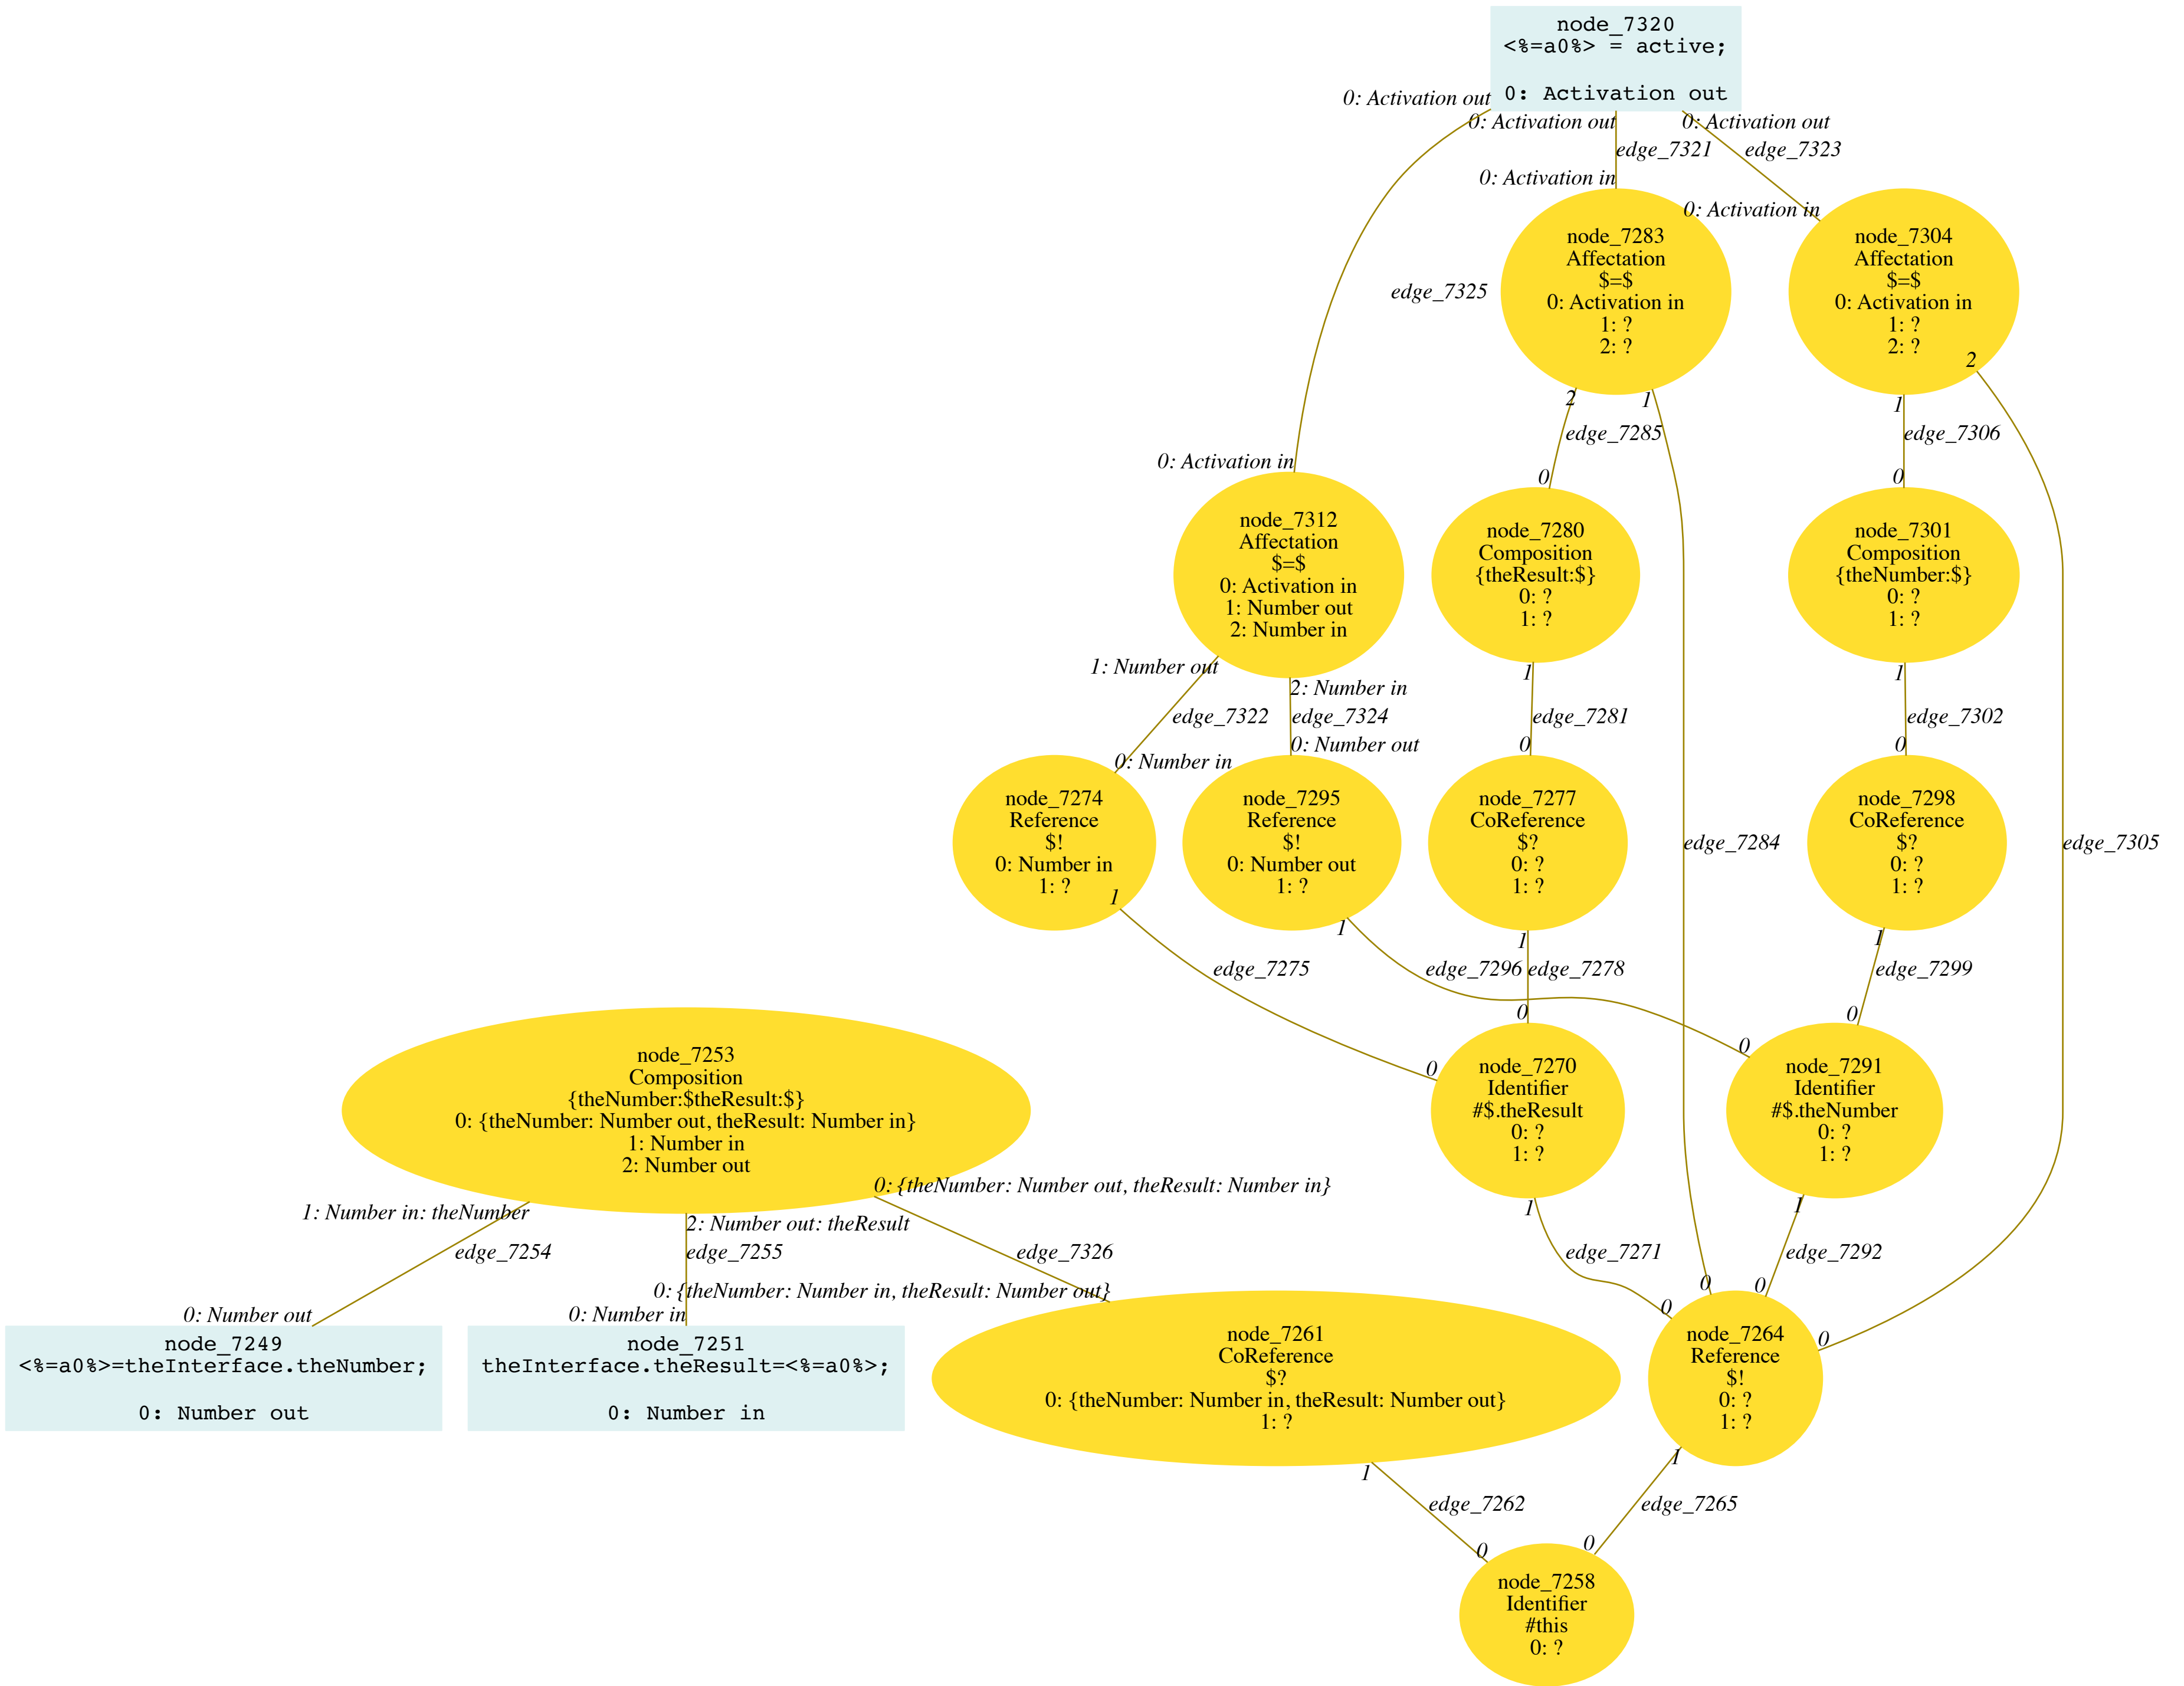 node_7320
<%=a0%> = active;
0: Activation out
0: Activation out
0: Activation out
0: Activation out
edge_7321
edge_7323
0: Activation in
0: Activation in
node_7283
Affectation
$=$
0: Activation in
1: ?
2: ?
node_7304
Affectation
$=$
0: Activation in
1: ?
2: ?
edge_7325
2
2
1
1
edge_7285
edge_7306
0: Activation in
0
0
node_7312
Affectation
$=$
0: Activation in
1: Number out
2: Number in
node_7280
Composition
{theResult:$}
0: ?
1: ?
node_7301
Composition
{theNumber:$}
0: ?
1: ?
1: Number out
2: Number in
1
1
edge_7322
edge_7324
edge_7281
edge_7302
0: Number in
0: Number out
0
0
node_7274
Reference
$!
0: Number in
1: ?
node_7295
Reference
$!
0: Number out
1: ?
node_7277
CoReference
$?
0: ?
1: ?
node_7298
CoReference
$?
0: ?
1: ?
edge_7284
edge_7305
1
1
1
1
edge_7275
edge_7296
edge_7278
edge_7299
0
0
0
0
node_7253
Composition
{theNumber:$theResult:$}
0: {theNumber: Number out, theResult: Number in}
1: Number in
2: Number out
node_7270
Identifier
#$.theResult
0: ?
1: ?
node_7291
Identifier
#$.theNumber
0: ?
1: ?
0: {theNumber: Number out, theResult: Number in}
1: Number in: theNumber
2: Number out: theResult
1
1
edge_7254
edge_7255
edge_7326
edge_7271
edge_7292
0: {theNumber: Number in, theResult: Number out}
0: Number out
0: Number in
0
0
0
0
node_7249
<%=a0%>=theInterface.theNumber;
0: Number out
node_7251
theInterface.theResult=<%=a0%>;
0: Number in
node_7261
CoReference
$?
0: {theNumber: Number in, theResult: Number out}
1: ?
node_7264
Reference
$!
0: ?
1: ?
1
1
edge_7262
edge_7265
0
0
node_7258
Identifier
#this
0: ?